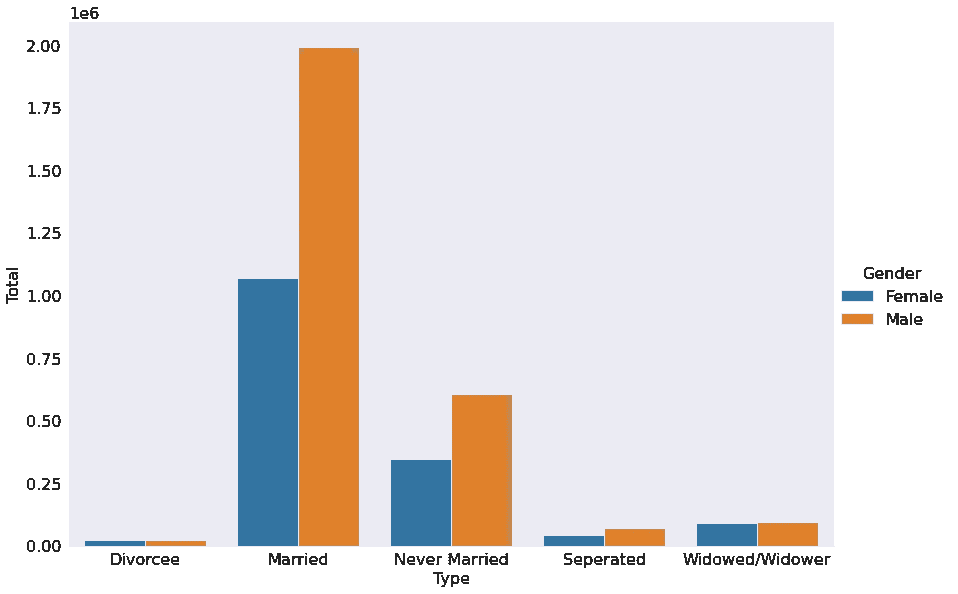 1e6
2.00
1.75
1.50
1.25
1.00
0.75
0.50
0.25
0.00
Total
Divorcee Married Never Married Seperated Widowed/Widower
Type
Gender
Female
Male